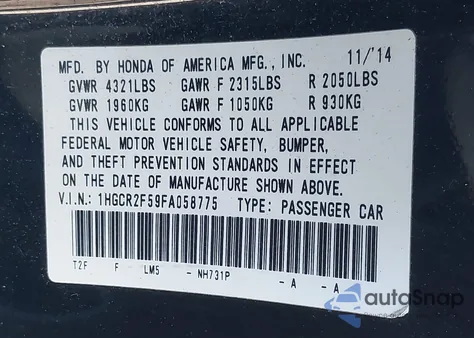 MFD. BY HONDA OF AMERICA MFG., INC. 11/'14
GVWR 4321LBS GAWR F 2315LBS R 2050LBS
GVWR 1960KG GAWR F 1050KG R 930KG
THIS VEHICLE CONFORMS TO ALL APPLICABLE
FEDERAL MOTOR VEHICLE SAFETY, BUMPER,
AND THEFT PREVENTION STANDARDS IN EFFECT
ON THE DATE OF MANUFACTURE SHOWN ABOVE.
V.I.N.: 1HGCR2F59FA058775 TYPE: PASSENGER CAR
T2F F LM5 - NH731P - A - A
autoSnap